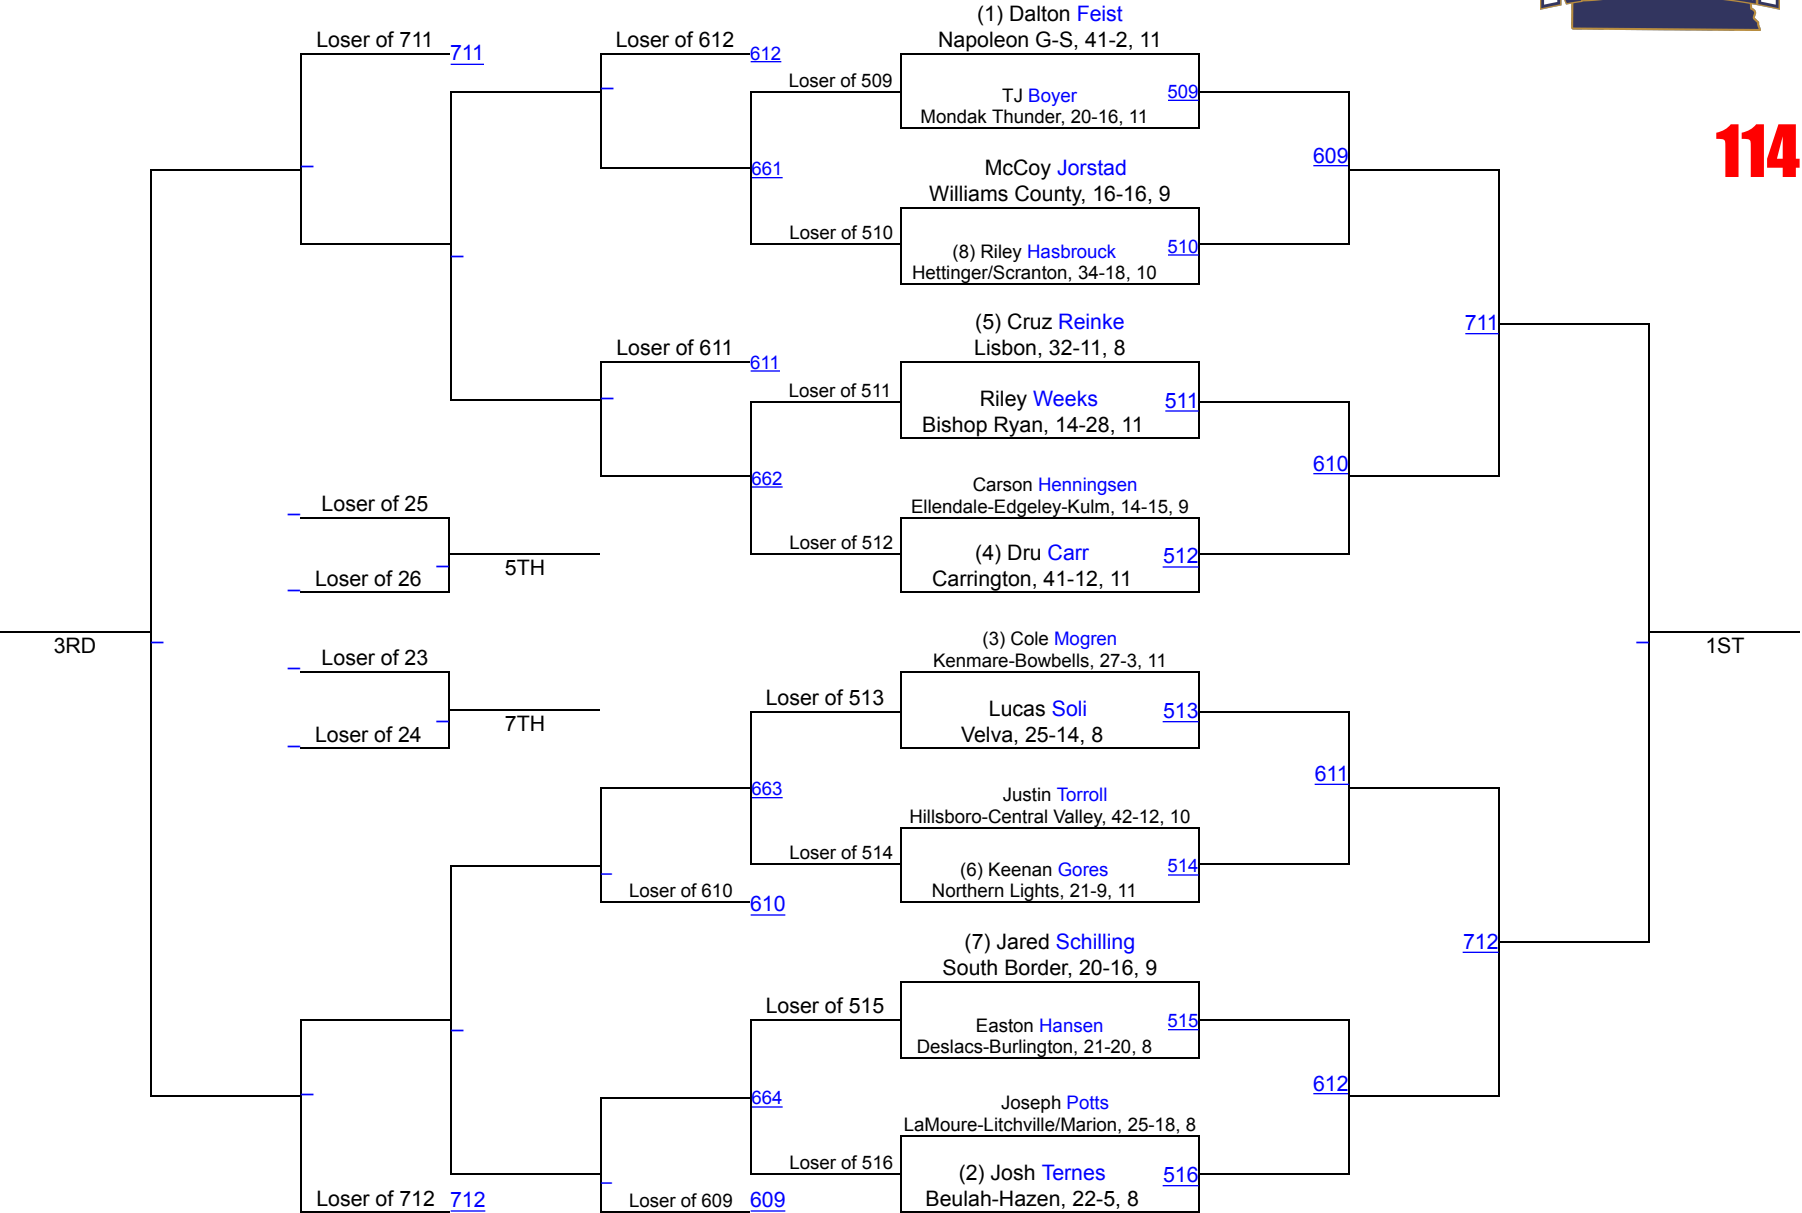 (1) Dalton Feist
Napoleon G-S, 41-2, 11
Loser of 711
711
Loser of 612
612
Loser of 509
TJ Boyer
Mondak Thunder, 20-16, 11
509
114
609
661
McCoy Jorstad
Williams County, 16-16, 9
Loser of 510
(8) Riley Hasbrouck
Hettinger/Scranton, 34-18, 10
510
(5) Cruz Reinke
Lisbon, 32-11, 8
711
Loser of 611
611
Loser of 511
Riley Weeks
Bishop Ryan, 14-28, 11
511
610
662
Carson Henningsen
Ellendale-Edgeley-Kulm, 14-15, 9
Loser of 25
Loser of 512
(4) Dru Carr
Carrington, 41-12, 11
512
5TH
Loser of 26
3RD
1ST
(3) Cole Mogren
Kenmare-Bowbells, 27-3, 11
Loser of 23
Loser of 513
Lucas Soli
Velva, 25-14, 8
513
7TH
Loser of 24
611
663
Justin Torroll
Hillsboro-Central Valley, 42-12, 10
Loser of 514
(6) Keenan Gores
Northern Lights, 21-9, 11
514
Loser of 610
610
(7) Jared Schilling
South Border, 20-16, 9
712
Loser of 515
Easton Hansen
Deslacs-Burlington, 21-20, 8
515
612
664
Joseph Potts
LaMoure-Litchville/Marion, 25-18, 8
Loser of 516
(2) Josh Ternes
Beulah-Hazen, 22-5, 8
516
Loser of 712
712
Loser of 609
609